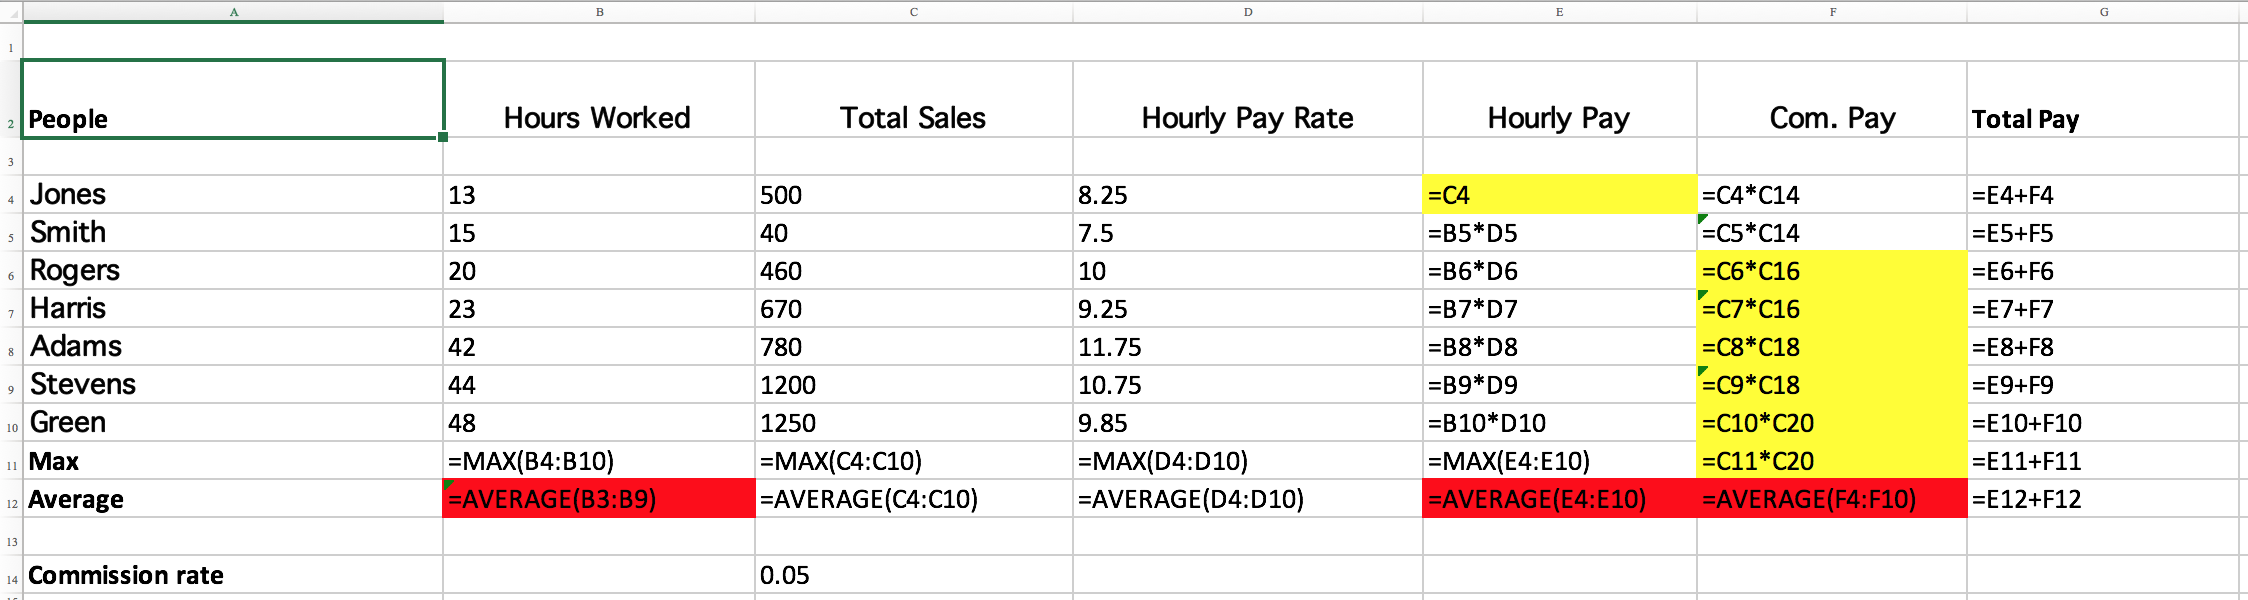 A B C D E F G
1
2 People Hours Worked Total Sales Hourly Pay Rate Hourly Pay Com. Pay Total Pay
3
4 Jones 13 500 8.25 =C4 =C4*C14 =E4+F4
5 Smith 15 40 7.5 =B5*D5 =C5*C14 =E5+F5
6 Rogers 20 460 10 =B6*D6 =C6*C16 =E6+F6
7 Harris 23 670 9.25 =B7*D7 =C7*C16 =E7+F7
8 Adams 42 780 11.75 =B8*D8 =C8*C18 =E8+F8
9 Stevens 44 1200 10.75 =B9*D9 =C9*C18 =E9+F9
10 Green 48 1250 9.85 =B10*D10 =C10*C20 =E10+F10
11 Max =MAX(B4:B10) =MAX(C4:C10) =MAX(D4:D10) =MAX(E4:E10) =C11*C20 =E11+F11
12 Average =AVERAGE(B3:B9) =AVERAGE(C4:C10) =AVERAGE(D4:D10) =AVERAGE(E4:E10) =AVERAGE(F4:F10) =E12+F12
13
14 Commission rate 0.05